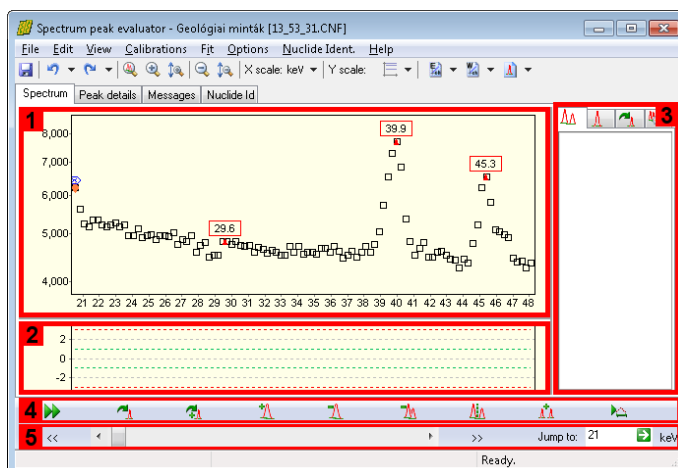 Spectrum peak evaluator - Geológiai minták [13_53_31.CNF]
File Edit View Calibrations Fit Options Nuclide Ident. Help
X scale: keV Y scale:
Spectrum Peak details Messages Nuclide Id
1
3
8,000
7,000
6,000
5,000
4,000
39.9
45.3
29.6
21 22 23 24 25 26 27 28 29 30 31 32 33 34 35 36 37 38 39 40 41 42 43 44 45 46 47 48
2
2
0
-2
4
5 << >> Jump to: 21 keV
Ready.